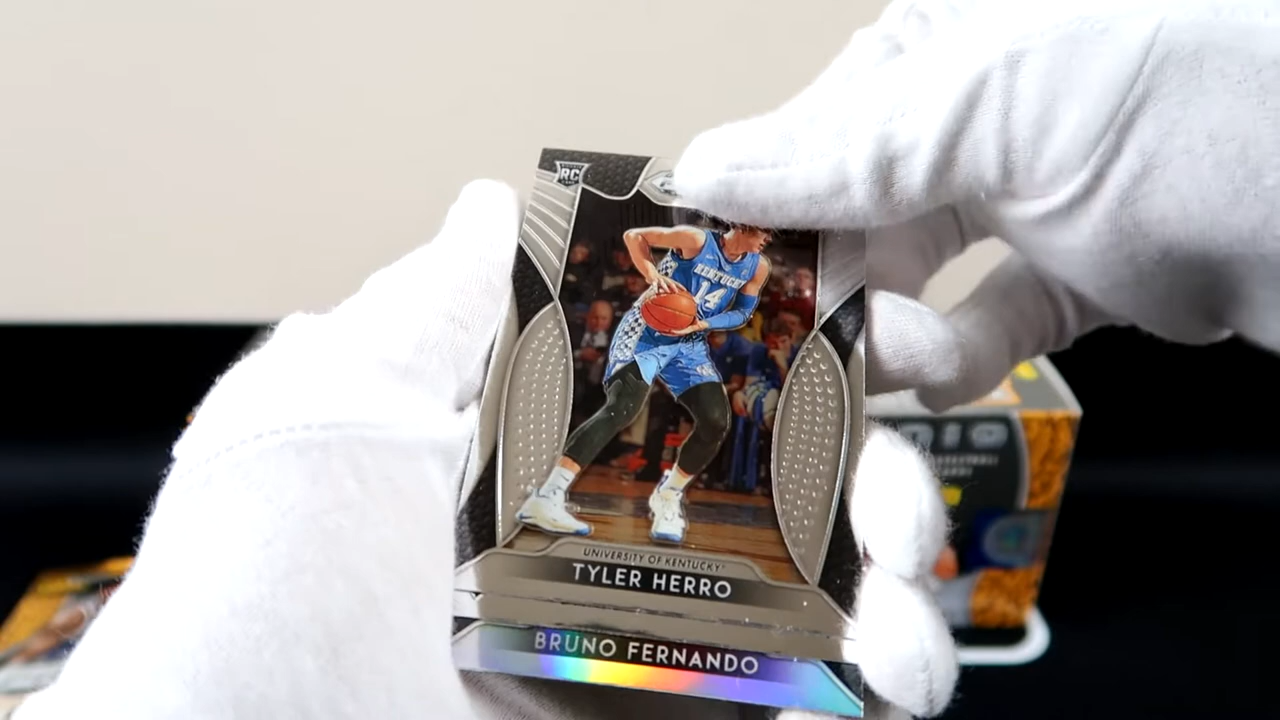 RC
KENTUCKY
14
UNIVERSITY OF KENTUCKY
TYLER HERRO
BRUNO FERNANDO